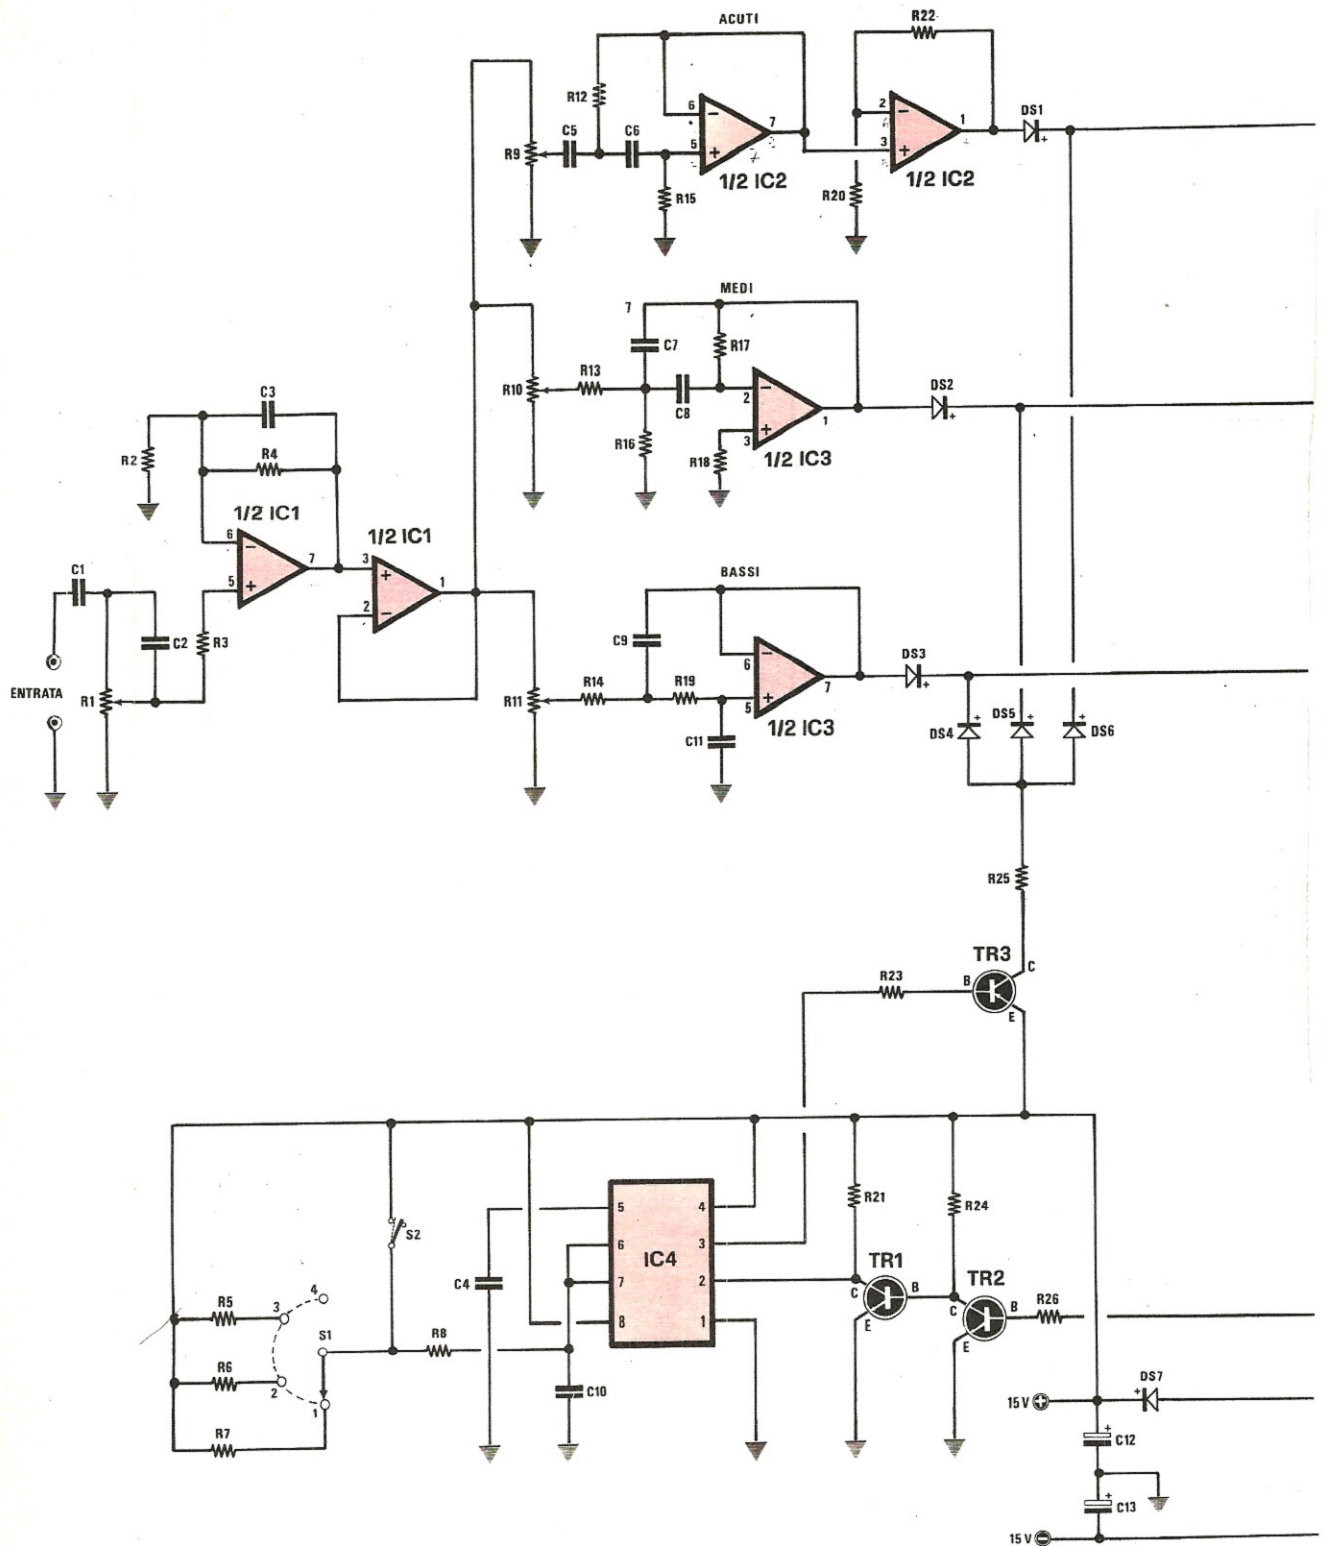 ACUTI
R22
R12
C5
C6
R9
R15
6
5
7
1/2 IC2
2
3
1
R20
1/2 IC2
DS1
+
MEDI
7
C7
R17
R13
R10
C8
R16
R18
2
3
1
1/2 IC3
DS2
+
C3
R4
R2
1/2 IC1
6
5
7
1/2 IC1
3
2
1
C1
C2
R3
R1
ENTRATA
BASSI
C9
R14
R19
R11
C11
6
5
7
1/2 IC3
DS3
+
DS4
DS5
DS6
R25
TR3
R23
B
C
E
S2
C4
R8
C10
5
6
7
8
IC4
4
3
2
1
R21
R24
TR1
C
B
E
TR2
C
B
E
R26
R5
R6
R7
S1
4
3
2
1
15 V
DS7
+
C12
+
C13
+
15 V